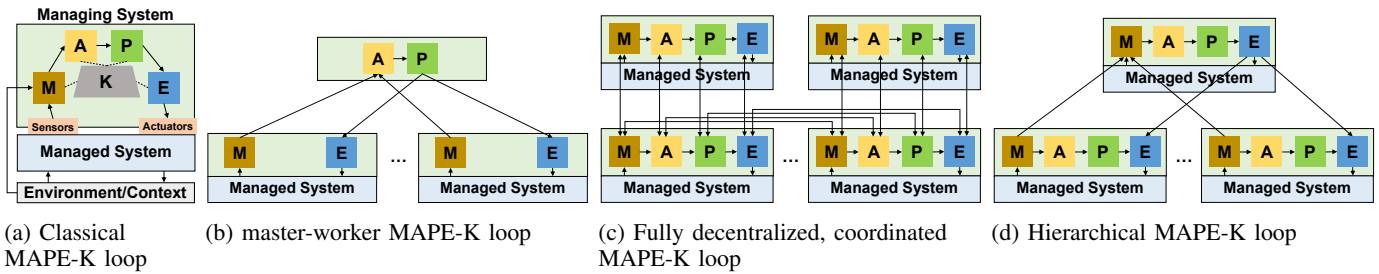 Managing System
A P
K
M E
Sensors Actuators
Managed System
Environment/Context
(a) Classical
MAPE-K loop
A P
M E ... M E
Managed System Managed System
(b) master-worker MAPE-K loop
M A P E M A P E
Managed System Managed System
M A P E ... M A P E
Managed System Managed System
(c) Fully decentralized, coordinated
MAPE-K loop
M A P E
Managed System
M A P E ... M A P E
Managed System Managed System
(d) Hierarchical MAPE-K loop